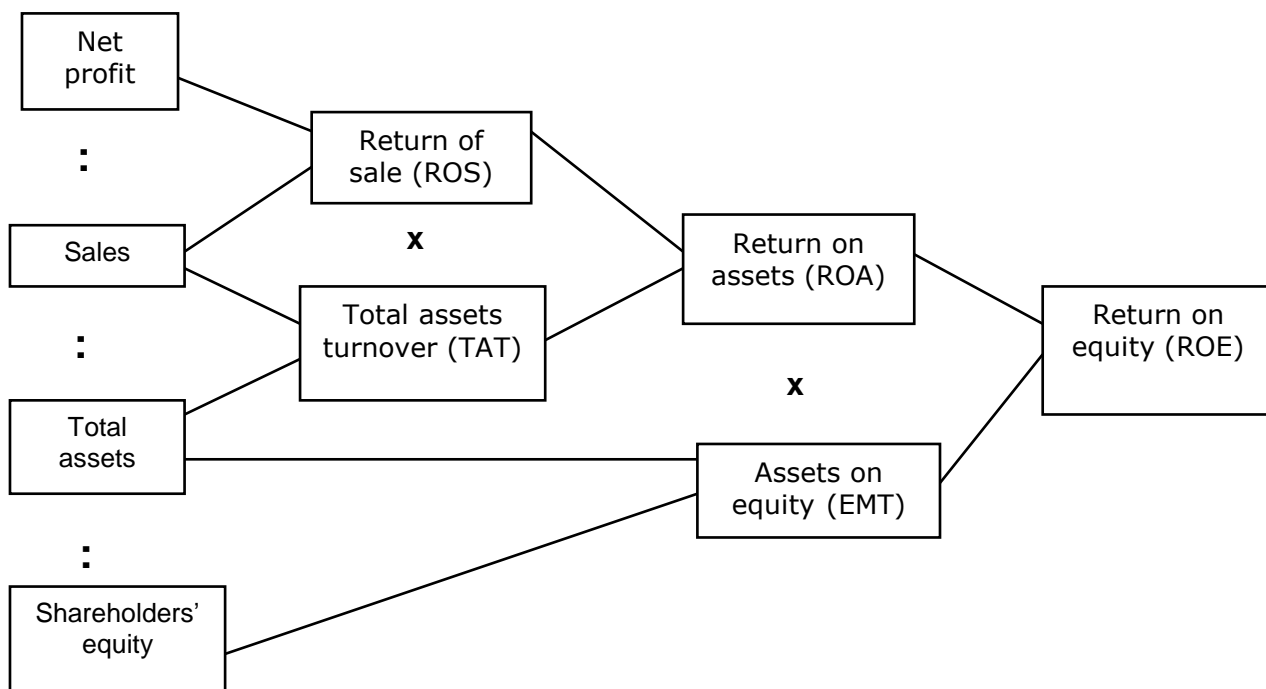 Net
profit
:
Return of
sale (ROS)
Sales
x
Return on
assets (ROA)
:
Total assets
turnover (TAT)
Return on
equity (ROE)
x
Total
assets
Assets on
equity (EMT)
:
Shareholders’
equity